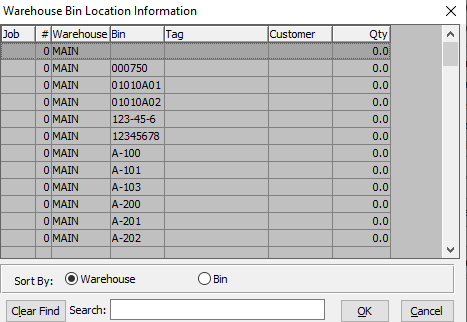 Warehouse Bin Location Information
Job # Warehouse Bin Tag Customer Qty
0 MAIN 0.0
0 MAIN 000750 0.0
0 MAIN 01010A01 0.0
0 MAIN 01010A02 0.0
0 MAIN 123-45-6 0.0
0 MAIN 12345678 0.0
0 MAIN A-100 0.0
0 MAIN A-101 0.0
0 MAIN A-103 0.0
0 MAIN A-200 0.0
0 MAIN A-201 0.0
0 MAIN A-202 0.0
Sort By: Warehouse Bin
Clear Find Search: OK Cancel